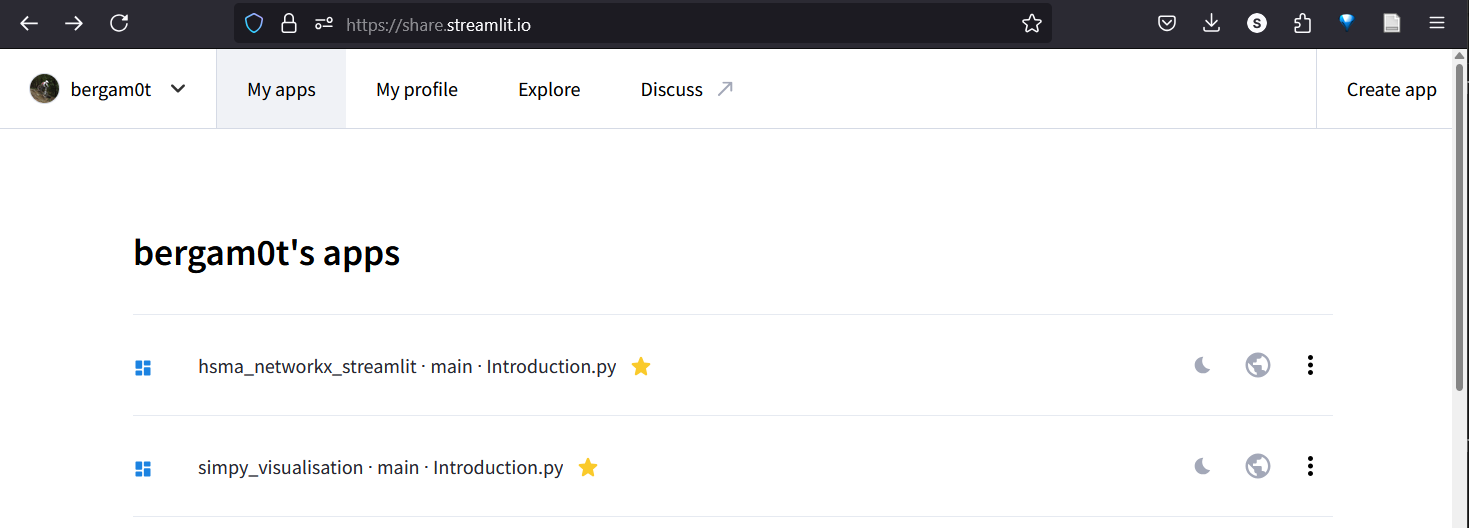 https://share.streamlit.io
S
bergam0t My apps My profile Explore Discuss Create app
bergam0t's apps
hsma_networkx_streamlit · main · Introduction.py
simpy_visualisation · main · Introduction.py